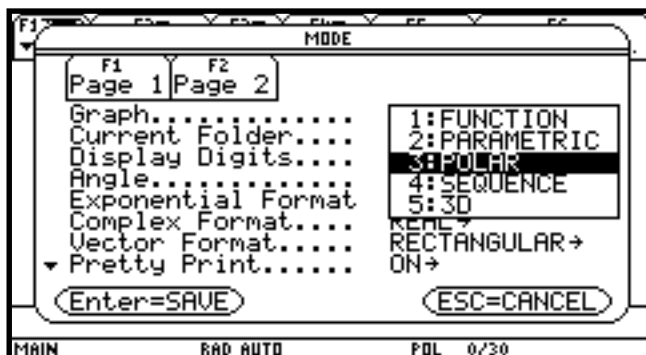 MODE
F1 F2
Page 1 Page 2
Graph.............
Current Folder....
Display Digits....
Angle.............
Exponential Format
Complex Format.... REAL→
Vector Format..... RECTANGULAR→
Pretty Print...... ON→
1:FUNCTION
2:PARAMETRIC
3:POLAR
4:SEQUENCE
5:3D
Enter=SAVE ESC=CANCEL
MAIN RAD AUTO POL 0/30